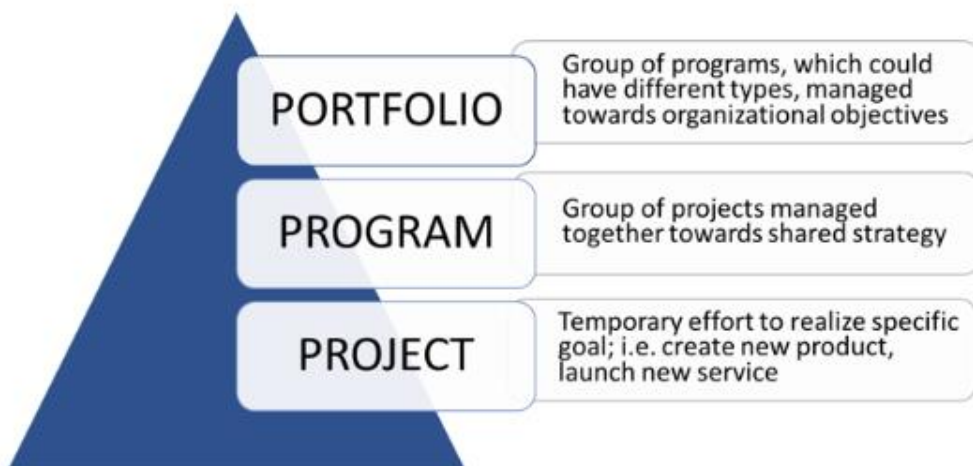 PORTFOLIO
Group of programs, which could
have different types, managed
towards organizational objectives
PROGRAM
Group of projects managed
together towards shared strategy
PROJECT
Temporary effort to realize specific
goal; i.e. create new product,
launch new service